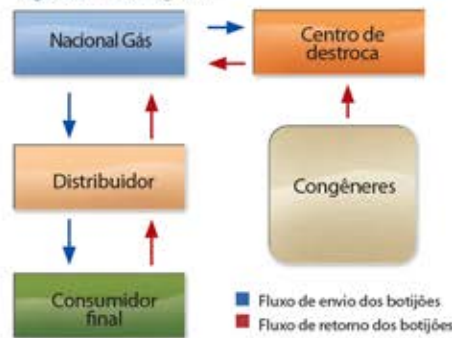 Nacional Gás
Centro de
destroca
Distribuidor
Congêneres
Consumidor
final
Fluxo de envio dos botijões
Fluxo de retorno dos botijões